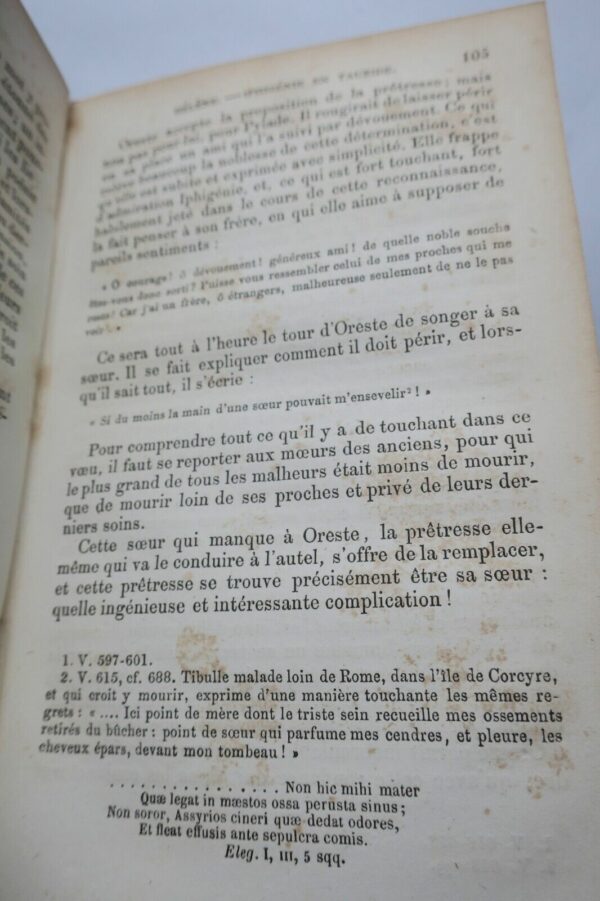 105
HÉLÈNE. — IPHIGÉNIE EN TAURIDE.
Oreste accepte la proposition de la prêtresse; mais
non pas pour lui, pour Pylade. Il rougirait de laisser périr
en sa place un ami qui l'a suivi par dévouement. Ce qui
relève beaucoup la noblesse de cette détermination, c'est
qu'elle est subite et exprimée avec simplicité. Elle frappe
d'admiration Iphigénie, et, ce qui est fort touchant, fort
habilement jeté dans le cours de cette reconnaissance,
la fait penser à son frère, en qui elle aime à supposer de
pareils sentiments :
« O courage! ô dévouement! généreux ami! de quelle noble souche
êtes-vous donc sorti? Puisse vous ressembler celui de mes proches qui me
reste! Car j'ai un frère, ô étrangers, malheureuse seulement de ne le pas
voir
Ce sera tout à l'heure le tour d'Oreste de songer à sa
sœur. Il se fait expliquer comment il doit périr, et lors-
qu'il sait tout, il s'écrie :
« Si du moins la main d'une sœur pouvait m'ensevelir² ! »
Pour comprendre tout ce qu'il y a de touchant dans ce
vœu, il faut se reporter aux mœurs des anciens, pour qui
le plus grand de tous les malheurs était moins de mourir,
que de mourir loin de ses proches et privé de leurs der-
niers soins.
Cette sœur qui manque à Oreste, la prêtresse elle-
même qui va le conduire à l'autel, s'offre de la remplacer,
et cette prêtresse se trouve précisément être sa sœur :
quelle ingénieuse et intéressante complication !
1. V. 597-601.
2. V. 615, cf. 688. Tibulle malade loin de Rome, dans l'île de Corcyre,
et qui croit y mourir, exprime d'une manière touchante les mêmes re-
grets : « .... Ici point de mère dont le triste sein recueille mes ossements
retirés du bûcher : point de sœur qui parfume mes cendres, et pleure, les
cheveux épars, devant mon tombeau ! »
. . . . . . . . . . . . . . . . Non hic mihi mater
Quæ legat in mæstos ossa perusta sinus ;
Non soror, Assyrios cineri quæ dedat odores,
Et fleat effusis ante sepulcra comis.
Eleg. I, III, 5 sqq.